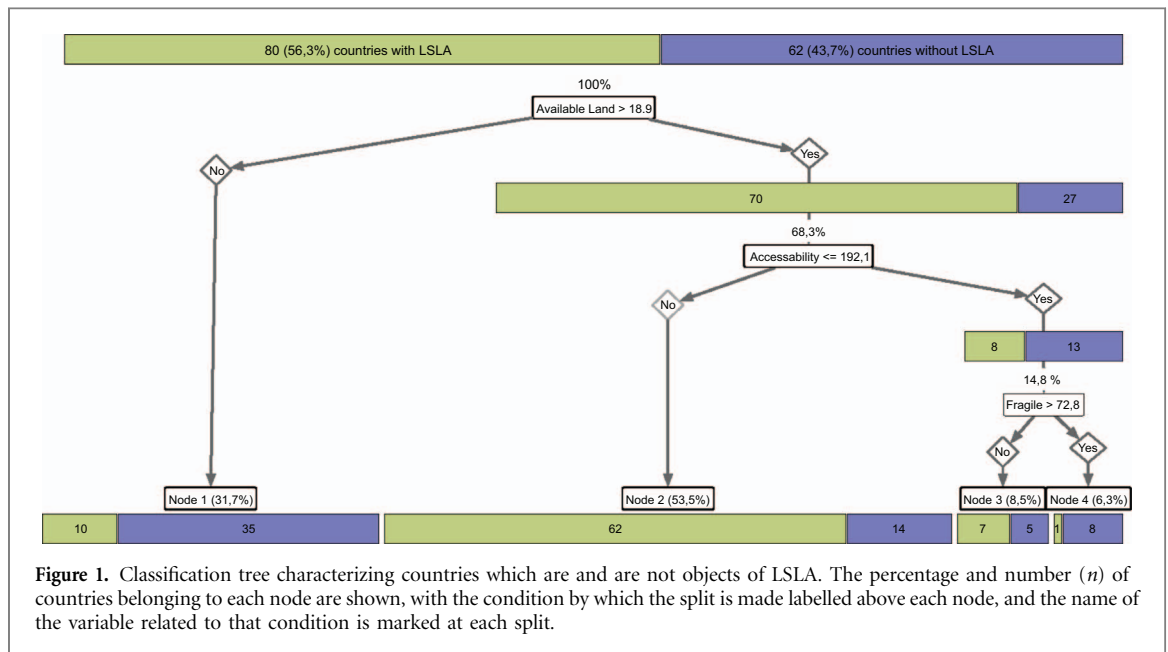 80 (56,3%) countries with LSLA
62 (43,7%) countries without LSLA
100%
Available Land > 18.9
No
Yes
70
27
68,3%
Accessability <= 192,1
No
Yes
8
13
14,8 %
Fragile > 72,8
No
Yes
Node 1 (31,7%)
Node 2 (53,5%)
Node 3 (8,5%)
Node 4 (6,3%)
10
35
62
14
7
5
1
8
Figure 1. Classification tree characterizing countries which are and are not objects of LSLA. The percentage and number (n) of
countries belonging to each node are shown, with the condition by which the split is made labelled above each node, and the name of
the variable related to that condition is marked at each split.